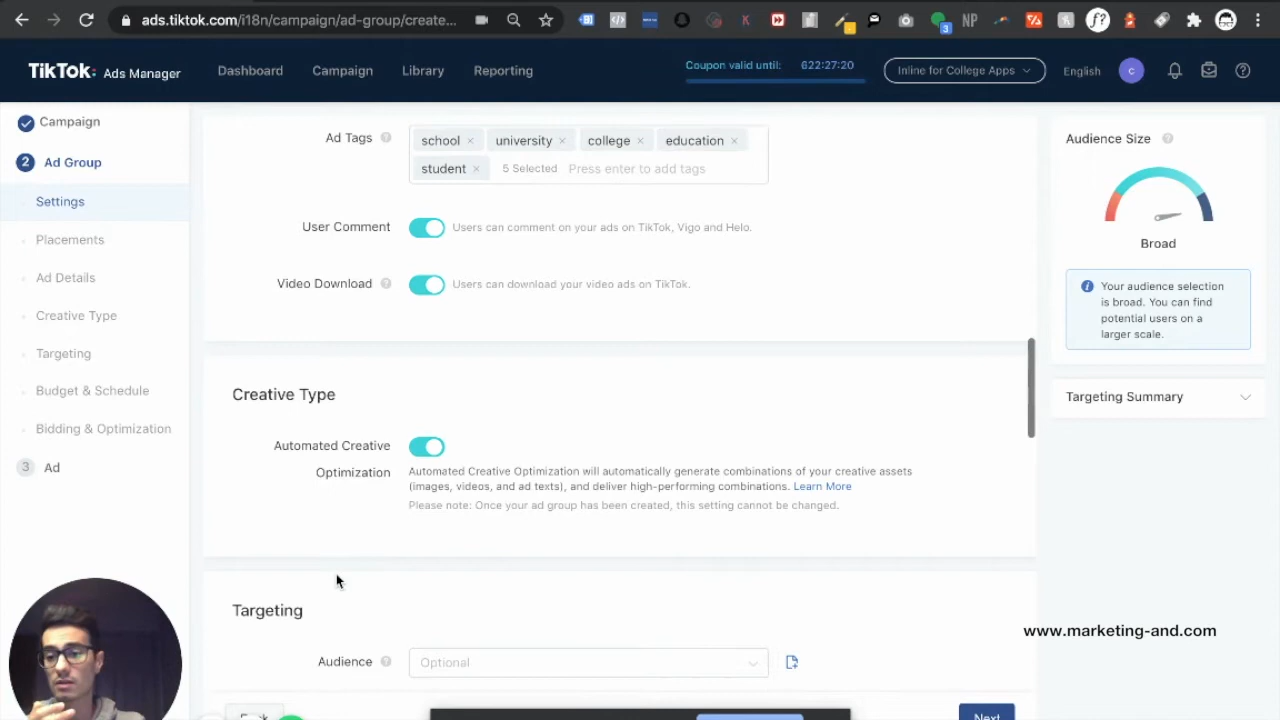 ads.tiktok.com/i18n/campaign/ad-group/create...
NP
3
TikTok: Ads Manager
Dashboard
Campaign
Library
Reporting
Coupon valid until: 622:27:20
Inline for College Apps
English
C
Campaign
2 Ad Group
Settings
Placements
Ad Details
Creative Type
Targeting
Budget & Schedule
Bidding & Optimization
3 Ad
Ad Tags
school × university × college × education ×
student × 5 Selected Press enter to add tags
User Comment
Users can comment on your ads on TikTok, Vigo and Helo.
Video Download
Users can download your video ads on TikTok.
Creative Type
Automated Creative
Optimization
Automated Creative Optimization will automatically generate combinations of your creative assets
(images, videos, and ad texts), and deliver high-performing combinations. Learn More
Please note: Once your ad group has been created, this setting cannot be changed.
Targeting
Audience
Optional
Next
Audience Size
Broad
Your audience selection
is broad. You can find
potential users on a
larger scale.
Targeting Summary
www.marketing-and.com